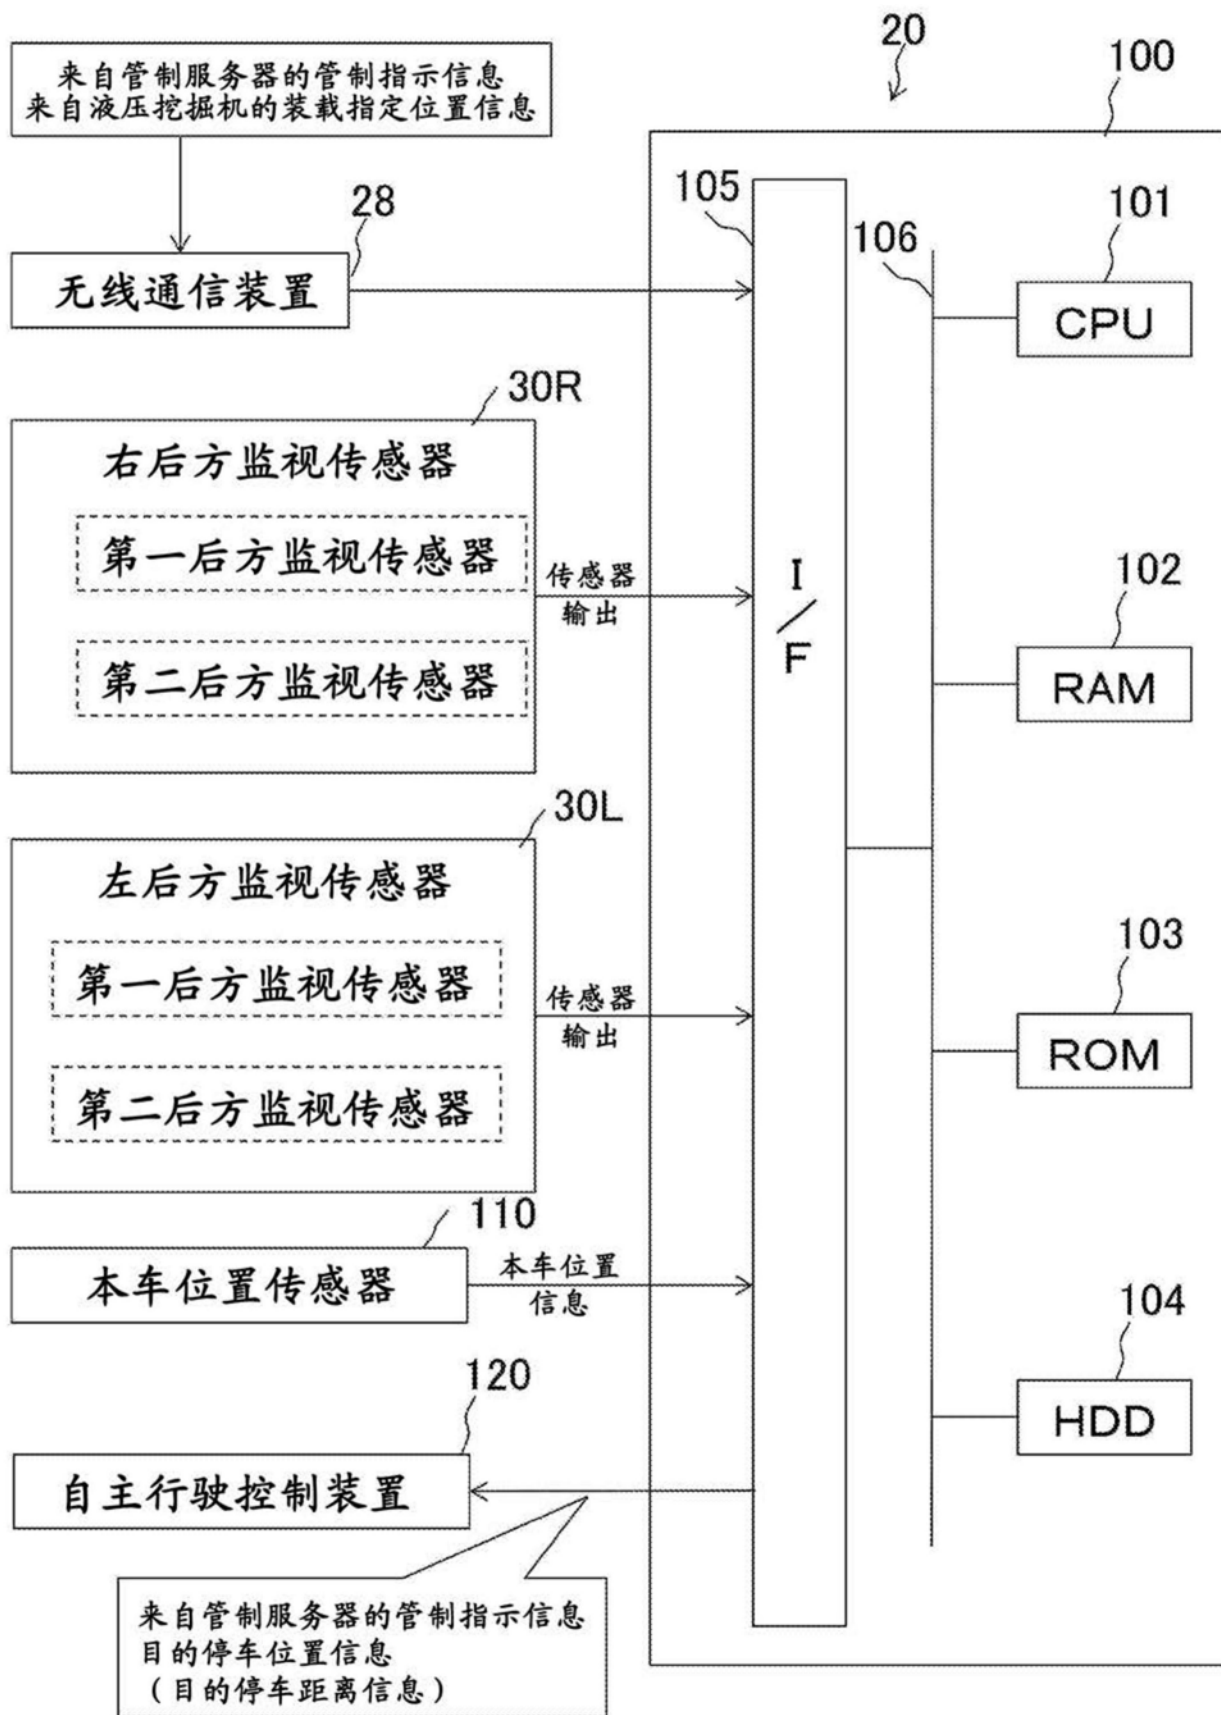 20
100
来自管制服务器的管制指示信息
来自液压挖掘机的装载指定位置信息
28
无线通信装置
105
106
101
CPU
30R
右后方监视传感器
第一后方监视传感器
第二后方监视传感器
传感器
输出
I/F
102
RAM
30L
左后方监视传感器
第一后方监视传感器
第二后方监视传感器
传感器
输出
103
ROM
110
本车位置传感器
本车位置
信息
104
HDD
120
自主行驶控制装置
来自管制服务器的管制指示信息
目的停车位置信息
（目的停车距离信息）